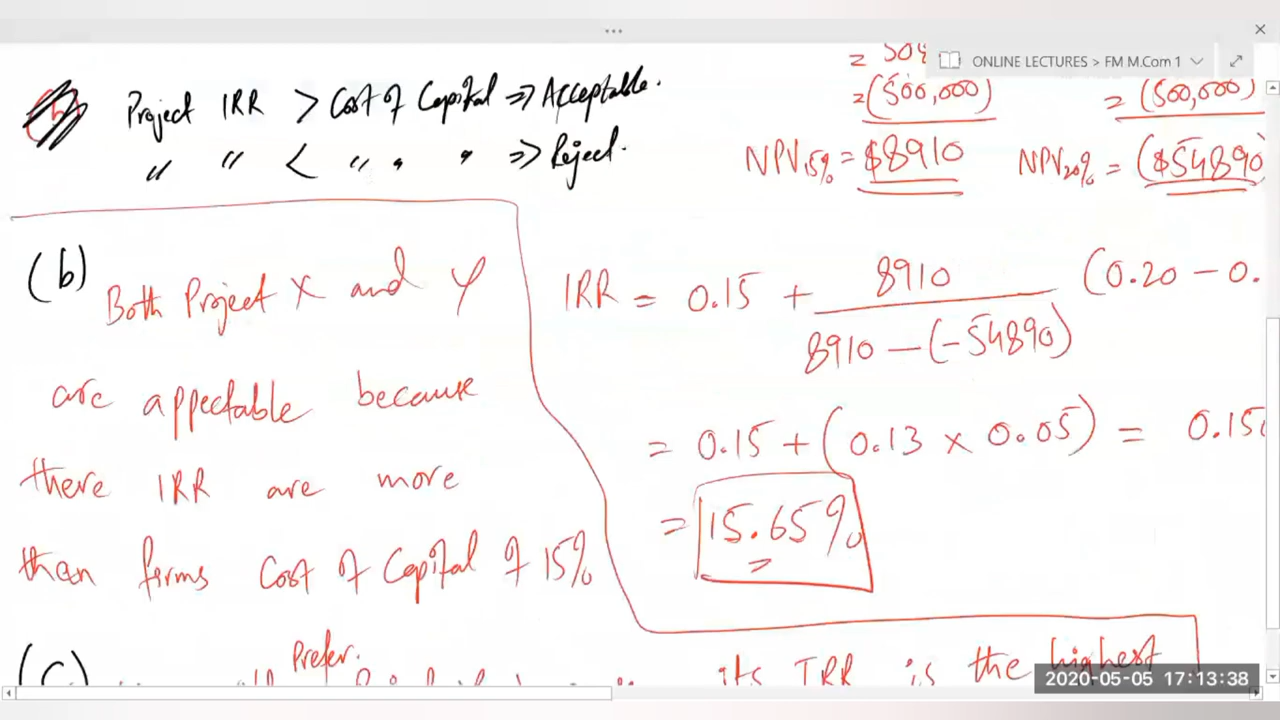 ONLINE LECTURES > FM M.Com 1
Project IRR > Cost of Capital => Acceptable.
" " < " " " => Reject.
= (500,000)
= (500,000)
NPV15% = $8910
NPV20% = ($54890)
(b)
Both Project X and Y
are appectable because
there IRR are more
then ferms Cost of Capital of 15%
IRR = 0.15 + 8910 / 8910 - (-54890) (0.20 - 0.
= 0.15 + (0.13 x 0.05) = 0.15
= 15.65%
(c)
Prefer.
its IRR is the highest
2020-05-05 17:13:38